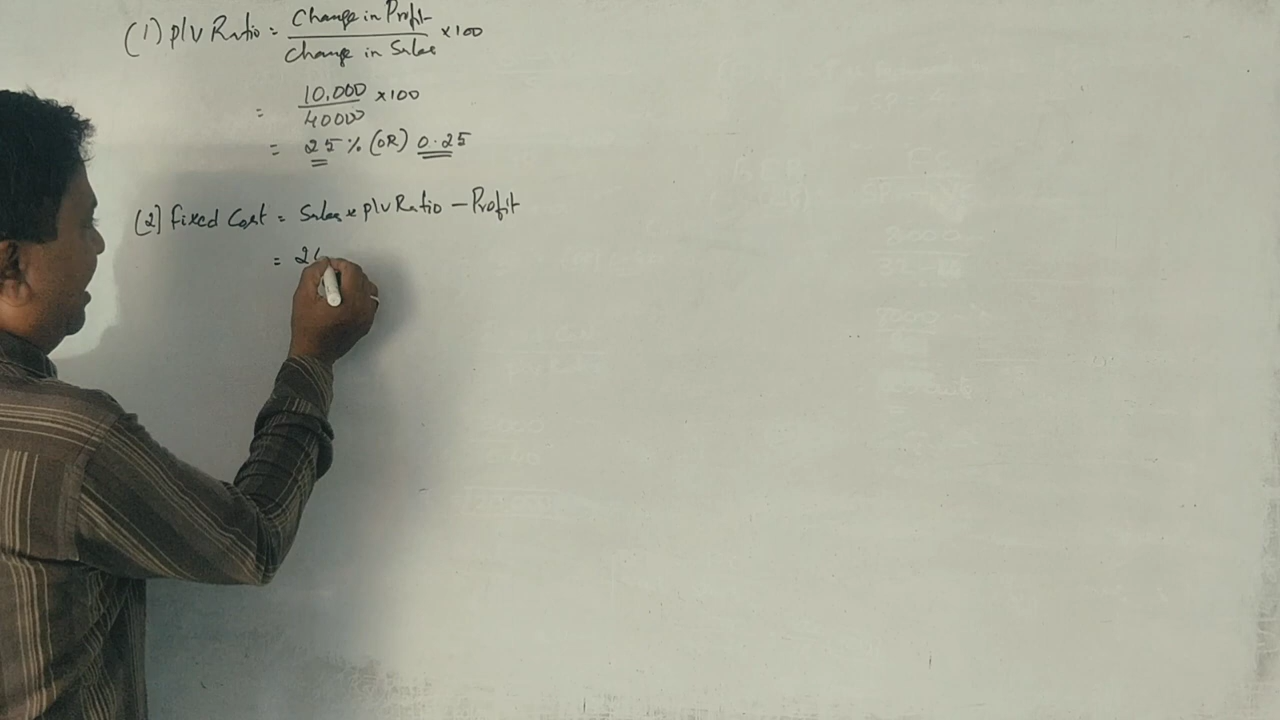 (1) P/V Ratio = Change in Profit / Change in Sales × 100
= 10,000 / 40000 × 100
= 25 % (OR) 0.25
(2) Fixed Cost = Sales × P/V Ratio – Profit
= 2